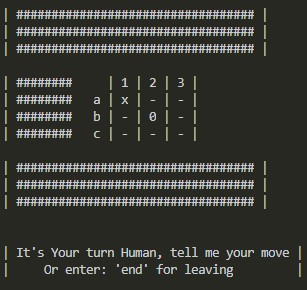 | ################################## |
| ################################## |
| ################################## |
| ######## | 1 | 2 | 3 |
| ######## a | x | - | - |
| ######## b | - | 0 | - |
| ######## c | - | - | - |
| ################################## |
| ################################## |
| ################################## |
| It's Your turn Human, tell me your move |
| Or enter: 'end' for leaving |